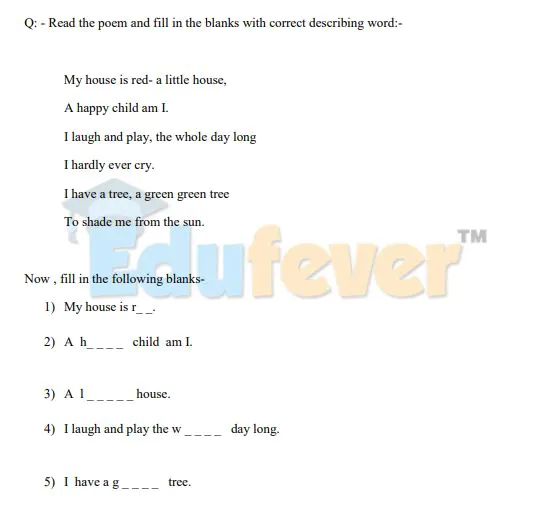 Q: - Read the poem and fill in the blanks with correct describing word:-
My house is red- a little house,
A happy child am I.
I laugh and play, the whole day long
I hardly ever cry.
I have a tree, a green green tree
To shade me from the sun.
Edufever™
Now , fill in the following blanks-
1) My house is r_ _.
2) A h_ _ _ _ child am I.
3) A l_ _ _ _ _ house.
4) I laugh and play the w _ _ _ _ day long.
5) I have a g _ _ _ _ tree.